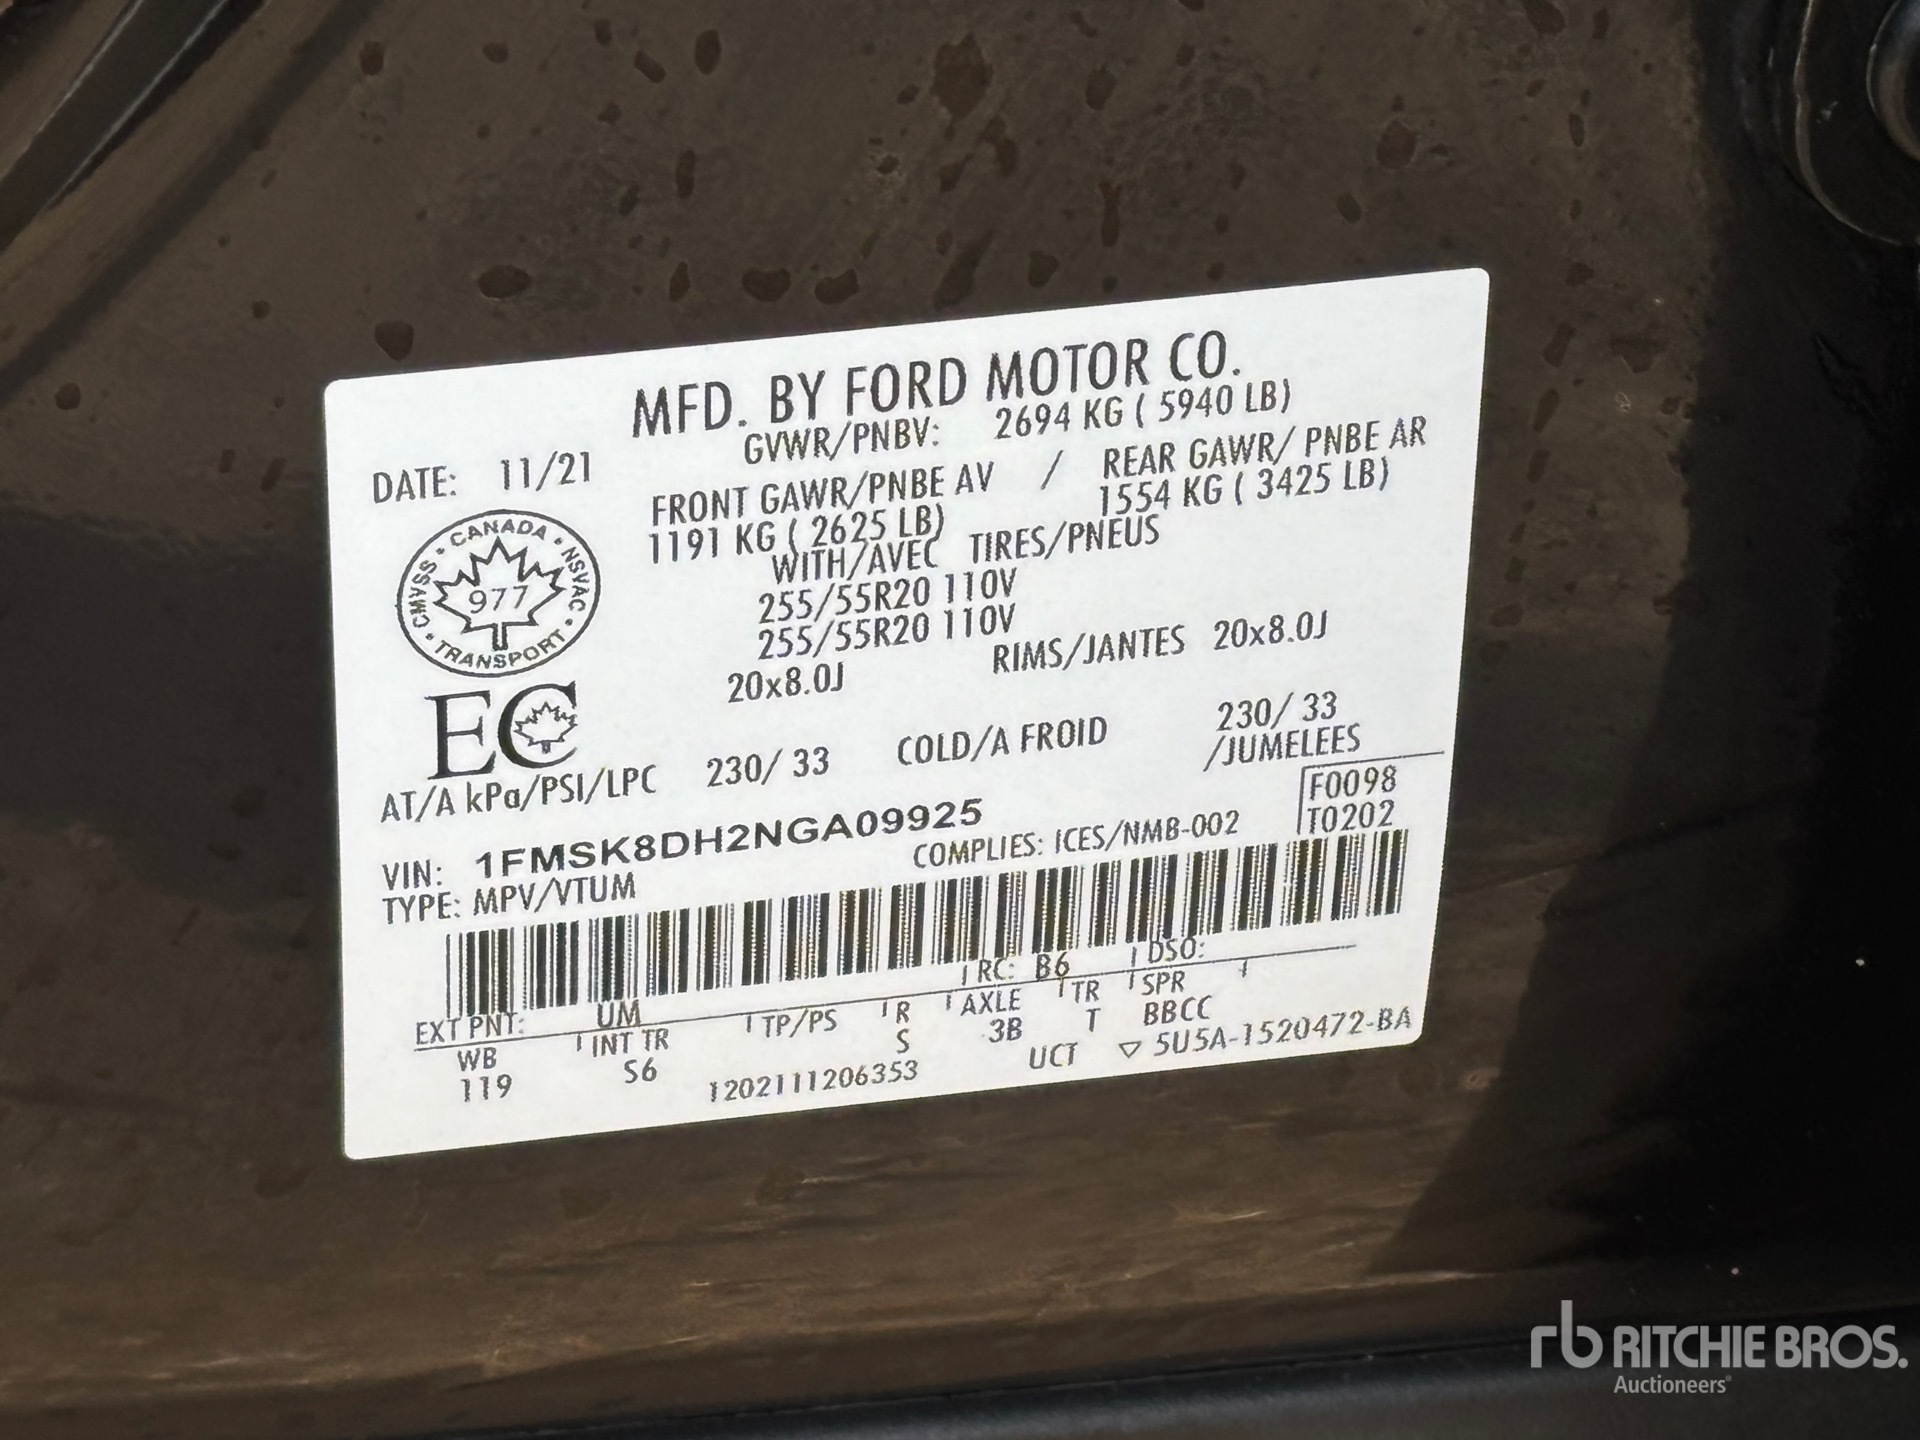 MFD. BY FORD MOTOR CO.
GVWR/PNBV: 2694 KG ( 5940 LB)
DATE: 11/21
FRONT GAWR/PNBE AV / REAR GAWR/ PNBE AR
1191 KG ( 2625 LB) 1554 KG ( 3425 LB)
WITH/AVEC TIRES/PNEUS
255/55R20 110V
255/55R20 110V
20x8.0J RIMS/JANTES 20x8.0J
CANADA
CMVSS • NSVAC
977
TRANSPORT
EC
AT/A kPa/PSI/LPC 230/ 33 COLD/A FROID 230/ 33
/JUMELEES
F0098
T0202
VIN: 1FMSK8DH2NGA09925
COMPLIES: ICES/NMB-002
TYPE: MPV/VTUM
EXT PNT: UM RC: B6 DSO:
WB INT TR TP/PS R AXLE TR SPR
119 S6 S 3B T BBCC
1202111206353 UCT ▽ 5U5A-1520472-BA
rb RITCHIE BROS.
Auctioneers®